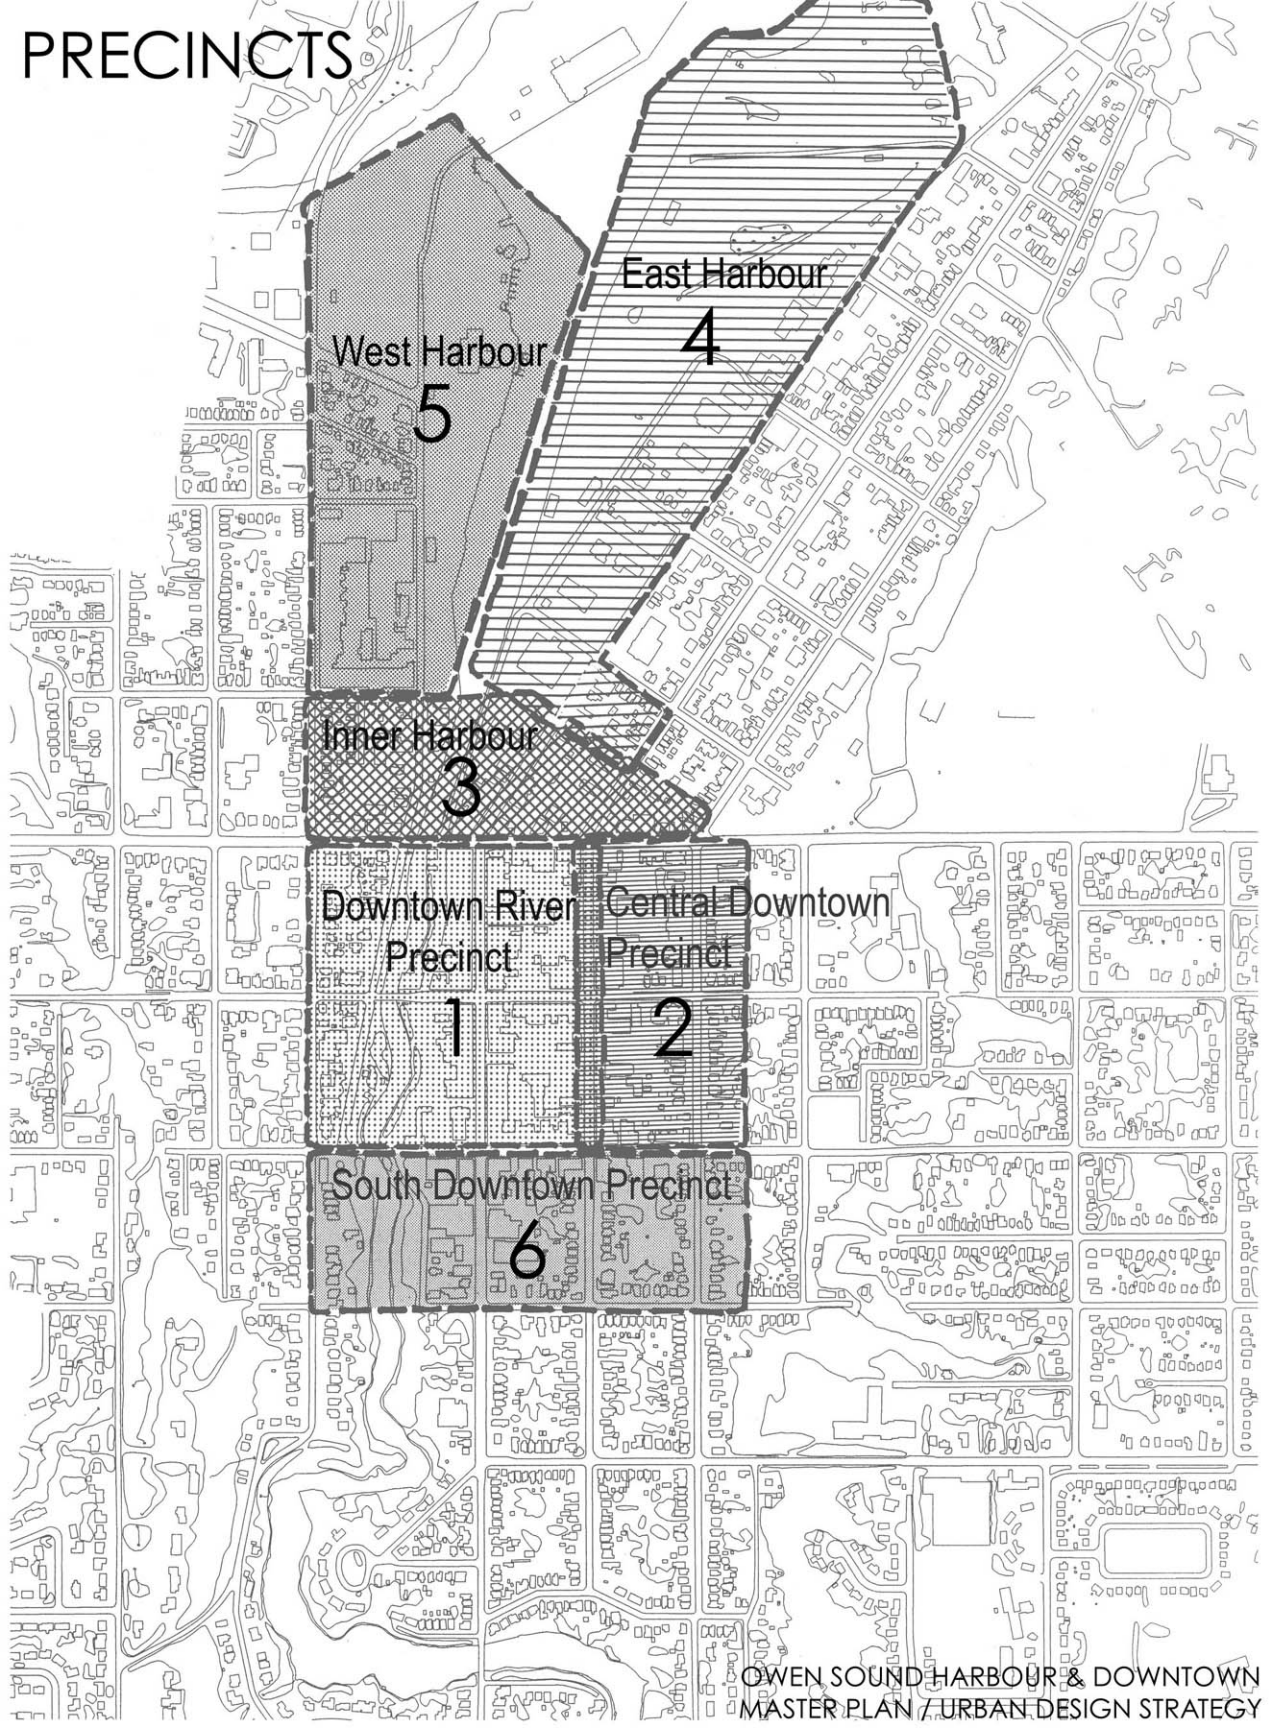 PRECINCTS
East Harbour
4
West Harbour
5
Inner Harbour
3
Downtown River
Precinct
1
Central Downtown
Precinct
2
South Downtown Precinct
6
OWEN SOUND HARBOUR & DOWNTOWN
MASTER PLAN / URBAN DESIGN STRATEGY